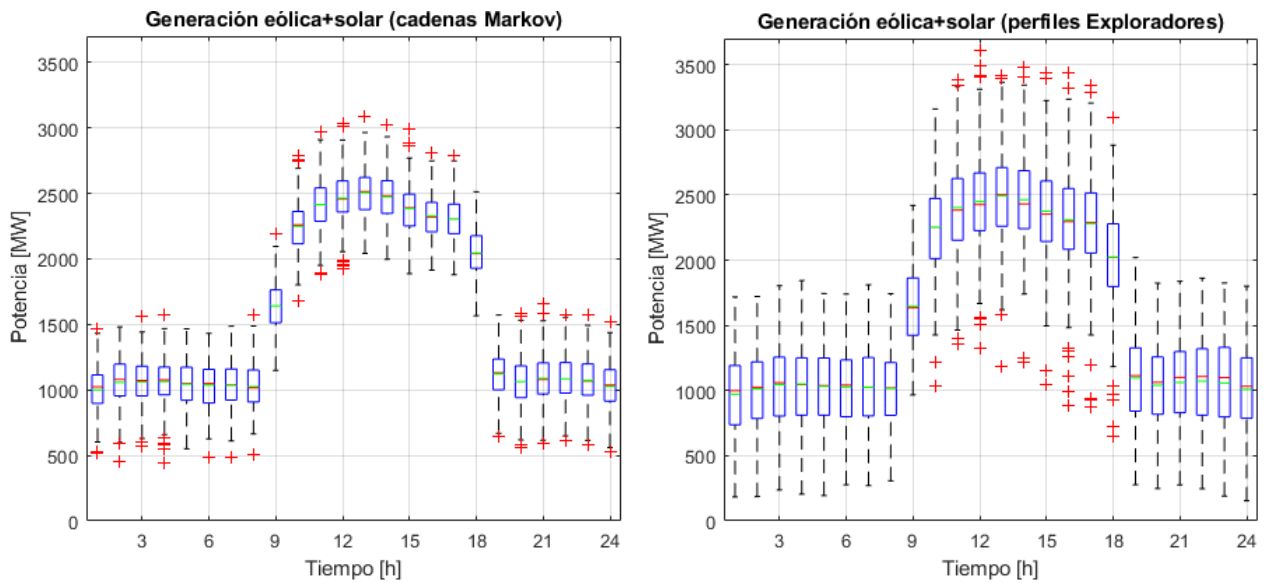 Generación eólica+solar (cadenas Markov)
3500
3000
2500
2000
1500
1000
500
0
Potencia [MW]
3 6 9 12 15 18 21 24
Tiempo [h]
Generación eólica+solar (perfiles Exploradores)
3500
3000
2500
2000
1500
1000
500
0
Potencia [MW]
3 6 9 12 15 18 21 24
Tiempo [h]